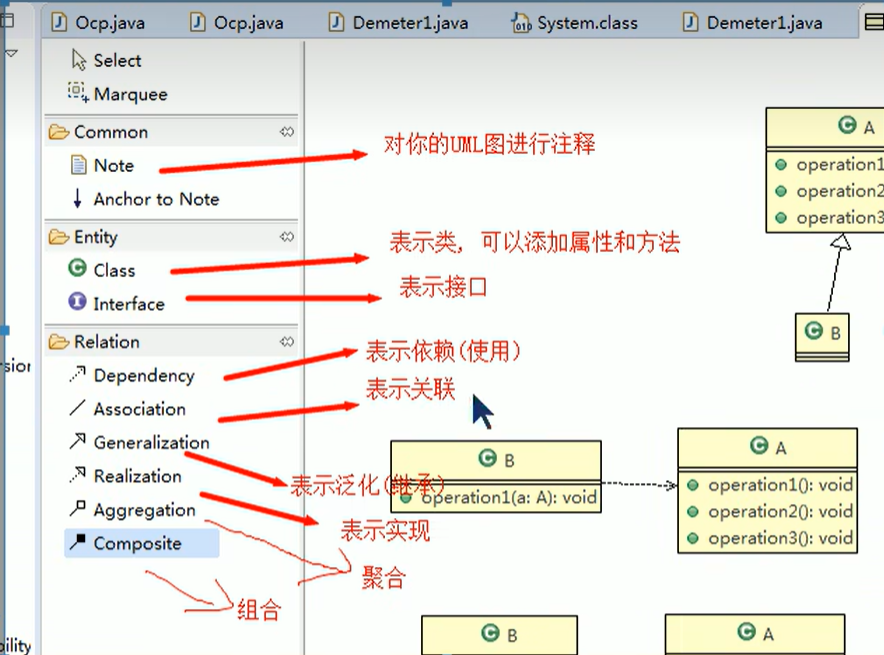 Ocp.java
Ocp.java
Demeter1.java
System.class
Demeter1.java
Select
Marquee
Common
Note
Anchor to Note
对你的UML图进行注释
Entity
Class
Interface
表示类, 可以添加属性和方法
表示接口
Relation
Dependency
Association
Generalization
Realization
Aggregation
Composite
表示依赖(使用)
表示关联
表示泛化(继承)
表示实现
聚合
组合
A
operation1
operation2
operation3
B
B
operation1(a: A): void
A
operation1(): void
operation2(): void
operation3(): void
B
A